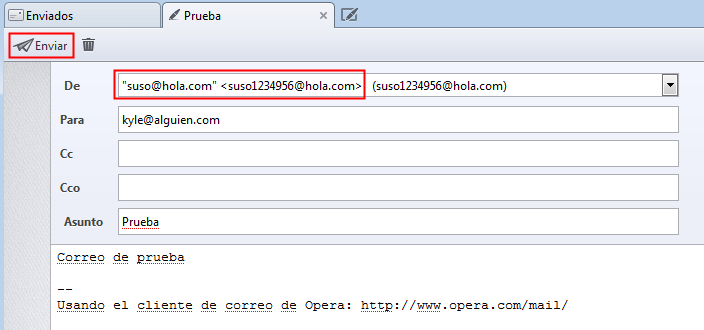 Enviados Prueba
Enviar
De "suso@hola.com" <suso1234956@hola.com> (suso1234956@hola.com)
Para kyle@alguien.com
Cc
Cco
Asunto Prueba
Correo de prueba
--
Usando el cliente de correo de Opera: http://www.opera.com/mail/